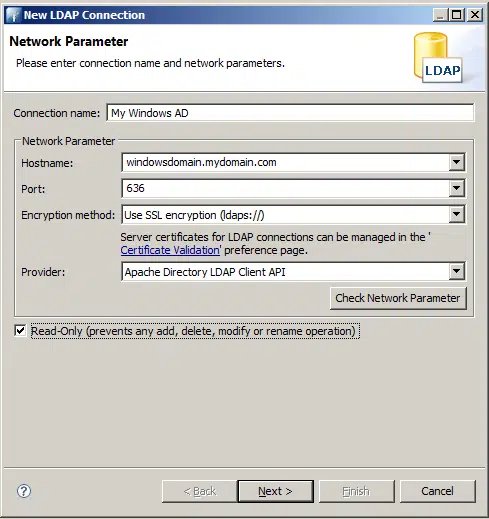 New LDAP Connection
Network Parameter
Please enter connection name and network parameters.
LDAP
Connection name: My Windows AD
Network Parameter
Hostname: windowsdomain.mydomain.com
Port: 636
Encryption method: Use SSL encryption (ldaps://)
Server certificates for LDAP connections can be managed in the '
Certificate Validation' preference page.
Provider: Apache Directory LDAP Client API
Check Network Parameter
Read-Only (prevents any add, delete, modify or rename operation)
? < Back Next > Finish Cancel